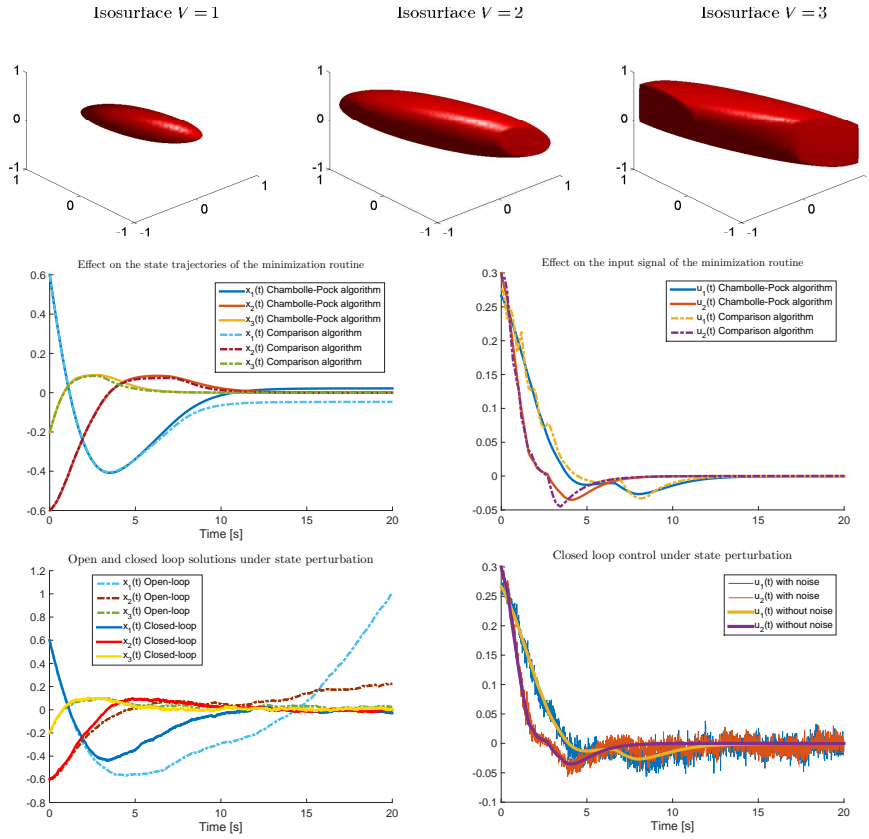 Isosurface V = 1
Isosurface V = 2
Isosurface V = 3
1
0
-1
1
0
-1
-1
0
1
1
0
-1
1
0
-1
-1
0
1
1
0
-1
1
0
-1
-1
0
1
Effect on the state trajectories of the minimization routine
0.6
0.4
0.2
0
-0.2
-0.4
-0.6
0
5
10
15
20
Time [s]
x1(t) Chambolle-Pock algorithm
x2(t) Chambolle-Pock algorithm
x3(t) Chambolle-Pock algorithm
x1(t) Comparison algorithm
x2(t) Comparison algorithm
x3(t) Comparison algorithm
Effect on the input signal of the minimization routine
0.3
0.25
0.2
0.15
0.1
0.05
0
-0.05
0
5
10
15
20
Time [s]
u1(t) Chambolle-Pock algorithm
u2(t) Chambolle-Pock algorithm
u1(t) Comparison algorithm
u2(t) Comparison algorithm
Open and closed loop solutions under state perturbation
1.2
1
0.8
0.6
0.4
0.2
0
-0.2
-0.4
-0.6
-0.8
0
5
10
15
20
Time [s]
x1(t) Open-loop
x2(t) Open-loop
x3(t) Open-loop
x1(t) Closed-loop
x2(t) Closed-loop
x3(t) Closed-loop
Closed loop control under state perturbation
0.3
0.25
0.2
0.15
0.1
0.05
0
-0.05
-0.1
0
5
10
15
20
Time [s]
u1(t) with noise
u2(t) with noise
u1(t) without noise
u2(t) without noise